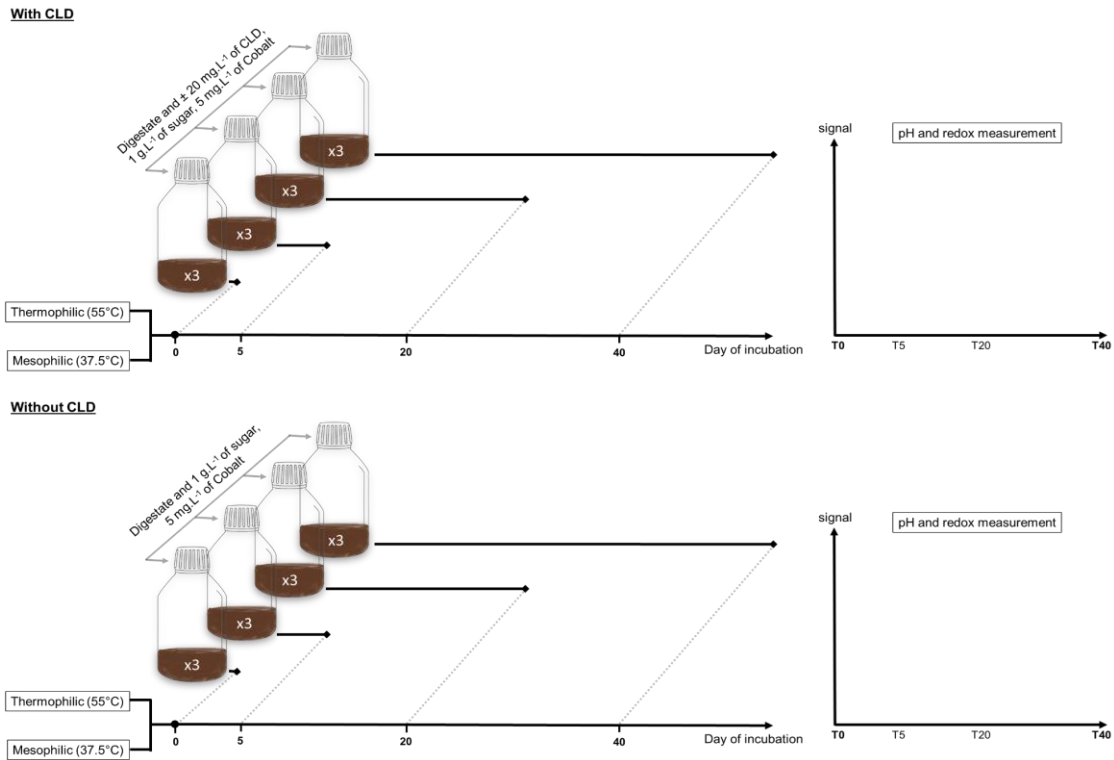 With CLD
Digestate and ± 20 mg.L⁻¹ of CLD,
1 g.L⁻¹ of sugar, 5 mg.L⁻¹ of Cobalt
x3
x3
x3
x3
Thermophilic (55°C)
Mesophilic (37.5°C)
0 5 20 40 Day of incubation
signal
pH and redox measurement
T0 T5 T20 T40
Without CLD
Digestate and 1 g.L⁻¹ of sugar,
5 mg.L⁻¹ of Cobalt
x3
x3
x3
x3
Thermophilic (55°C)
Mesophilic (37.5°C)
0 5 20 40 Day of incubation
signal
pH and redox measurement
T0 T5 T20 T40